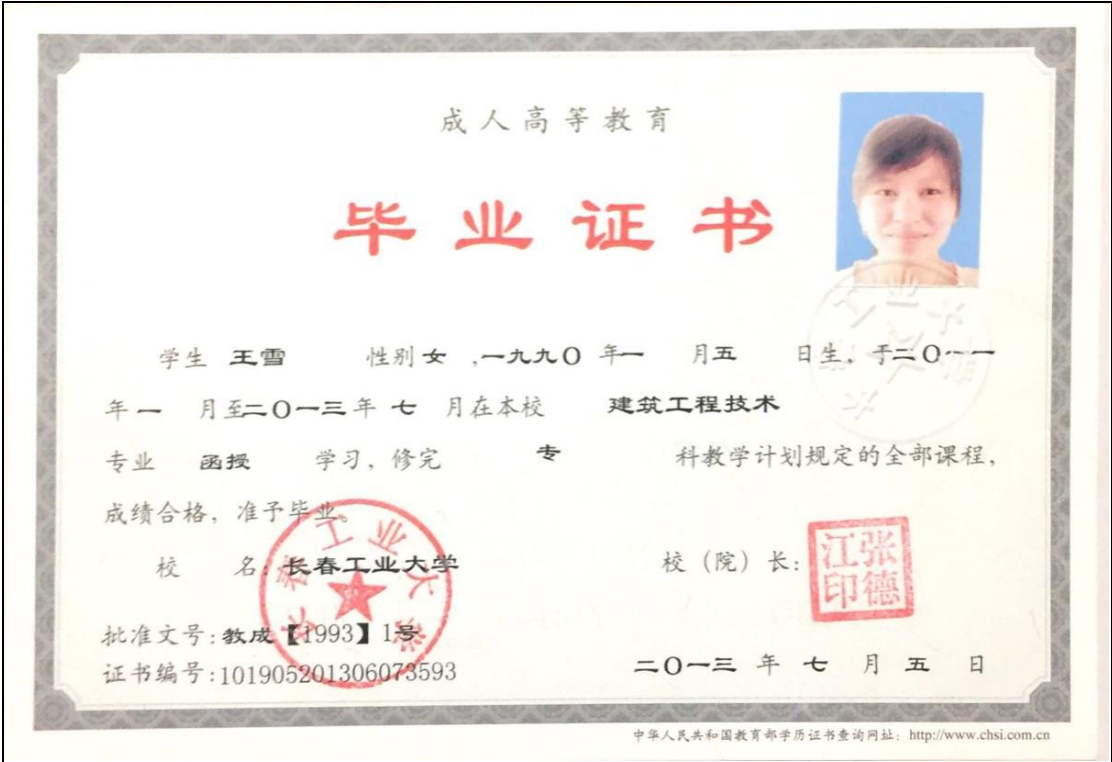 成人高等教育
毕业证书
学生 王雪 性别 女 ,一九九〇 年一 月五 日生, 于二〇一一
年一 月至二〇一三年 七 月在本校 建筑工程技术
专业 函授 学习, 修完 专 科教学计划规定的全部课程,
成绩合格, 准予毕业。
校 名: 长春工业大学 校(院)长:
长春工业大学
张德江印
批准文号:教成【1993】1号
证书编号:101905201306073593 二〇一三 年 七 月 五 日
中华人民共和国教育部学历证书查询网址: http://www.chsi.com.cn